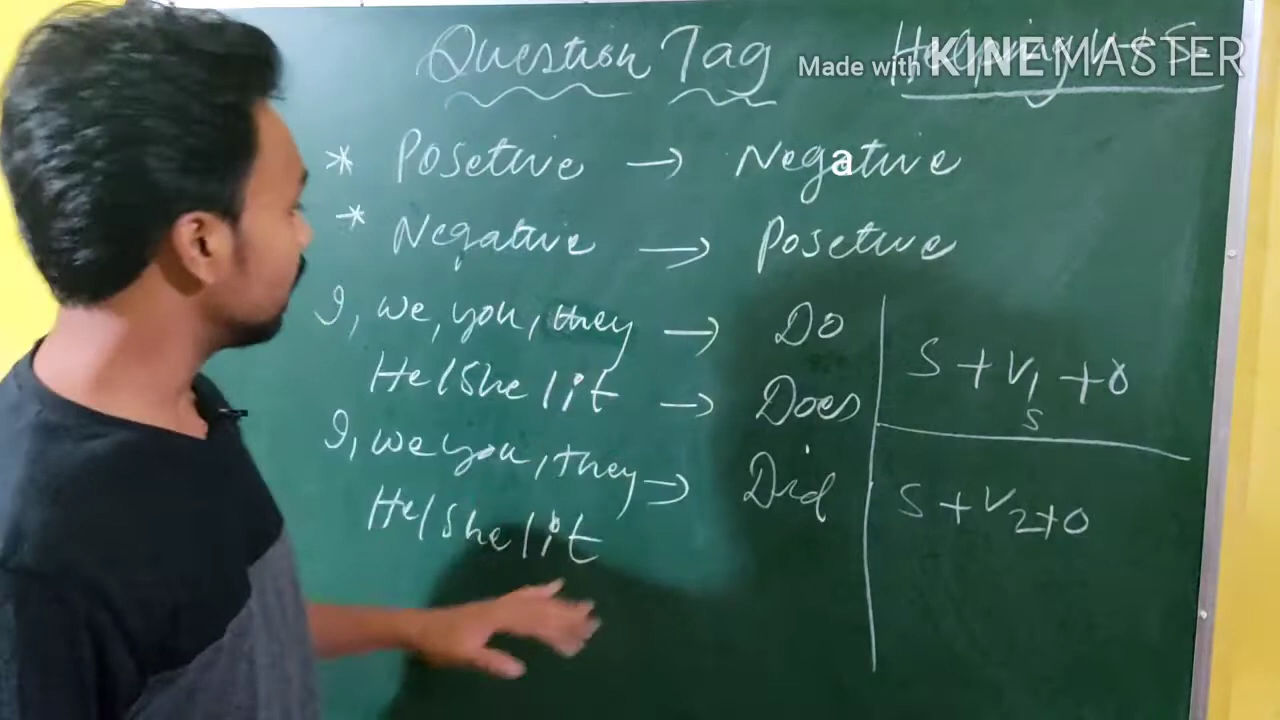 Question Tag
Made with KINEMASTER
Helping
* Posetive → Negative
* Negative → Posetive
I, we, you, they → Do
He/She/it → Does
S + V1 + O
s
I, we you, they → Did
He/She/it
S + V2 + O